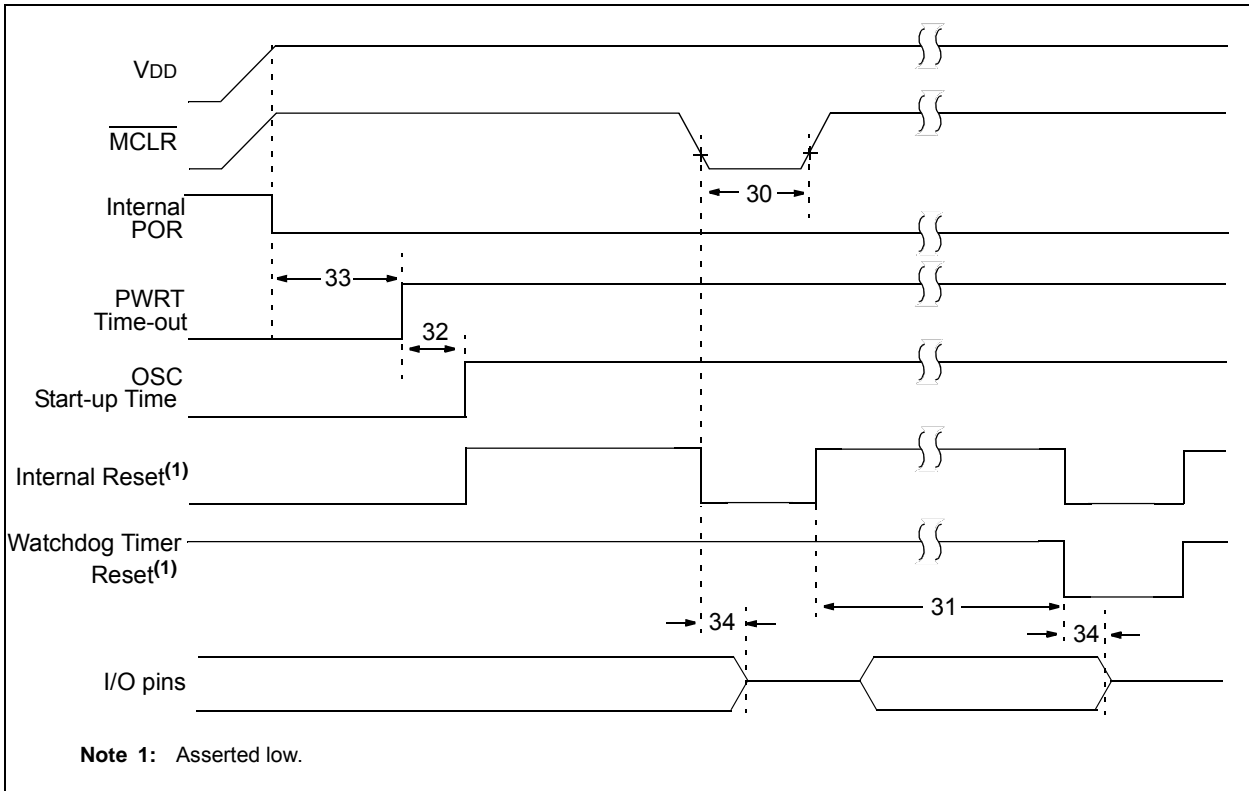 VDD
MCLR
30
Internal
POR
33
PWRT
Time-out
32
OSC
Start-up Time
Internal Reset(1)
Watchdog Timer
Reset(1)
31
34
34
I/O pins
Note 1: Asserted low.